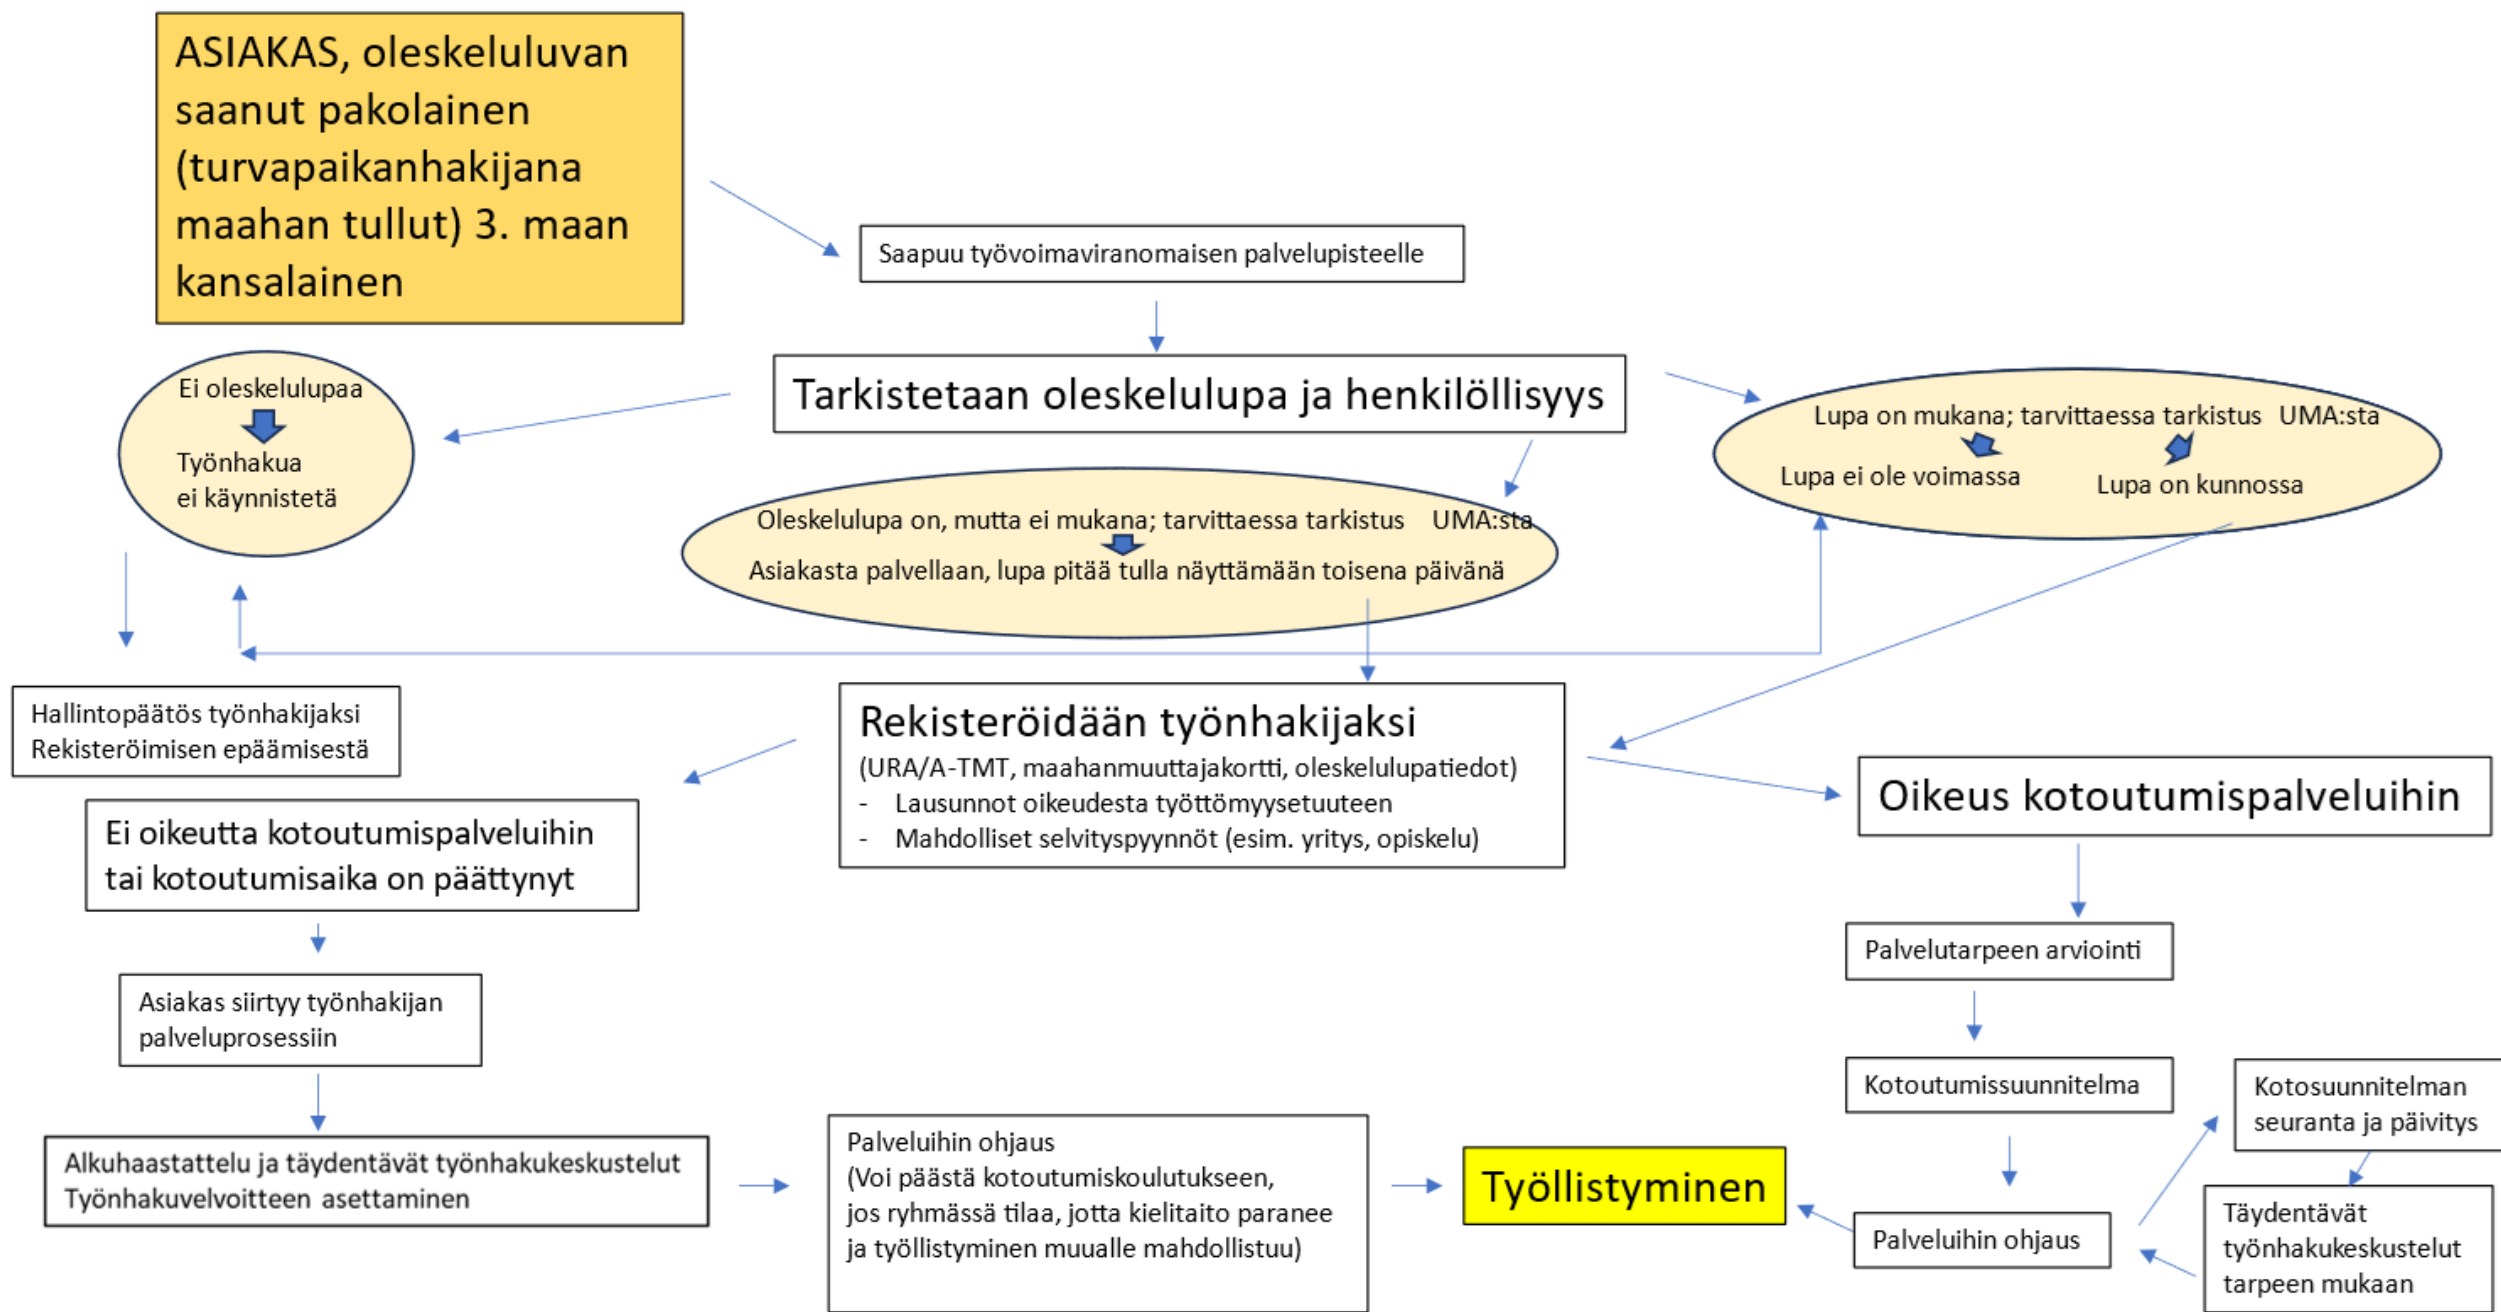 ASIAKAS, oleskeluluvan
saanut pakolainen
(turvapaikanhakijana
maahan tullut) 3. maan
kansalainen
Saapuu työvoimaviranomaisen palvelupisteelle
Tarkistetaan oleskelulupa ja henkilöllisyys
Ei oleskelulupaa
Työnhakua
ei käynnistetä
Oleskelulupa on, mutta ei mukana; tarvittaessa tarkistus UMA:sta
Asiakasta palvellaan, lupa pitää tulla näyttämään toisena päivänä
Lupa on mukana; tarvittaessa tarkistus UMA:sta
Lupa ei ole voimassa
Lupa on kunnossa
Hallintopäätös työnhakijaksi
Rekisteröimisen epäämisestä
Rekisteröidään työnhakijaksi
(URA/A-TMT, maahanmuuttajakortti, oleskelulupatiedot)
- Lausunnot oikeudesta työttömyysetuuteen
- Mahdolliset selvityspyynnöt (esim. yritys, opiskelu)
Ei oikeutta kotoutumispalveluihin
tai kotoutumisaika on päättynyt
Asiakas siirtyy työnhakijan
palveluprosessiin
Alkuhaastattelu ja täydentävät työnhakukeskustelut
Työnhakuvelvoitteen asettaminen
Palveluihin ohjaus
(Voi päästä kotoutumiskoulutukseen,
jos ryhmässä tilaa, jotta kielitaito paranee
ja työllistyminen muualle mahdollistuu)
Työllistyminen
Oikeus kotoutumispalveluihin
Palvelutarpeen arviointi
Kotoutumissuunnitelma
Palveluihin ohjaus
Kotosuunnitelman
seuranta ja päivitys
Täydentävät
työnhakukeskustelut
tarpeen mukaan